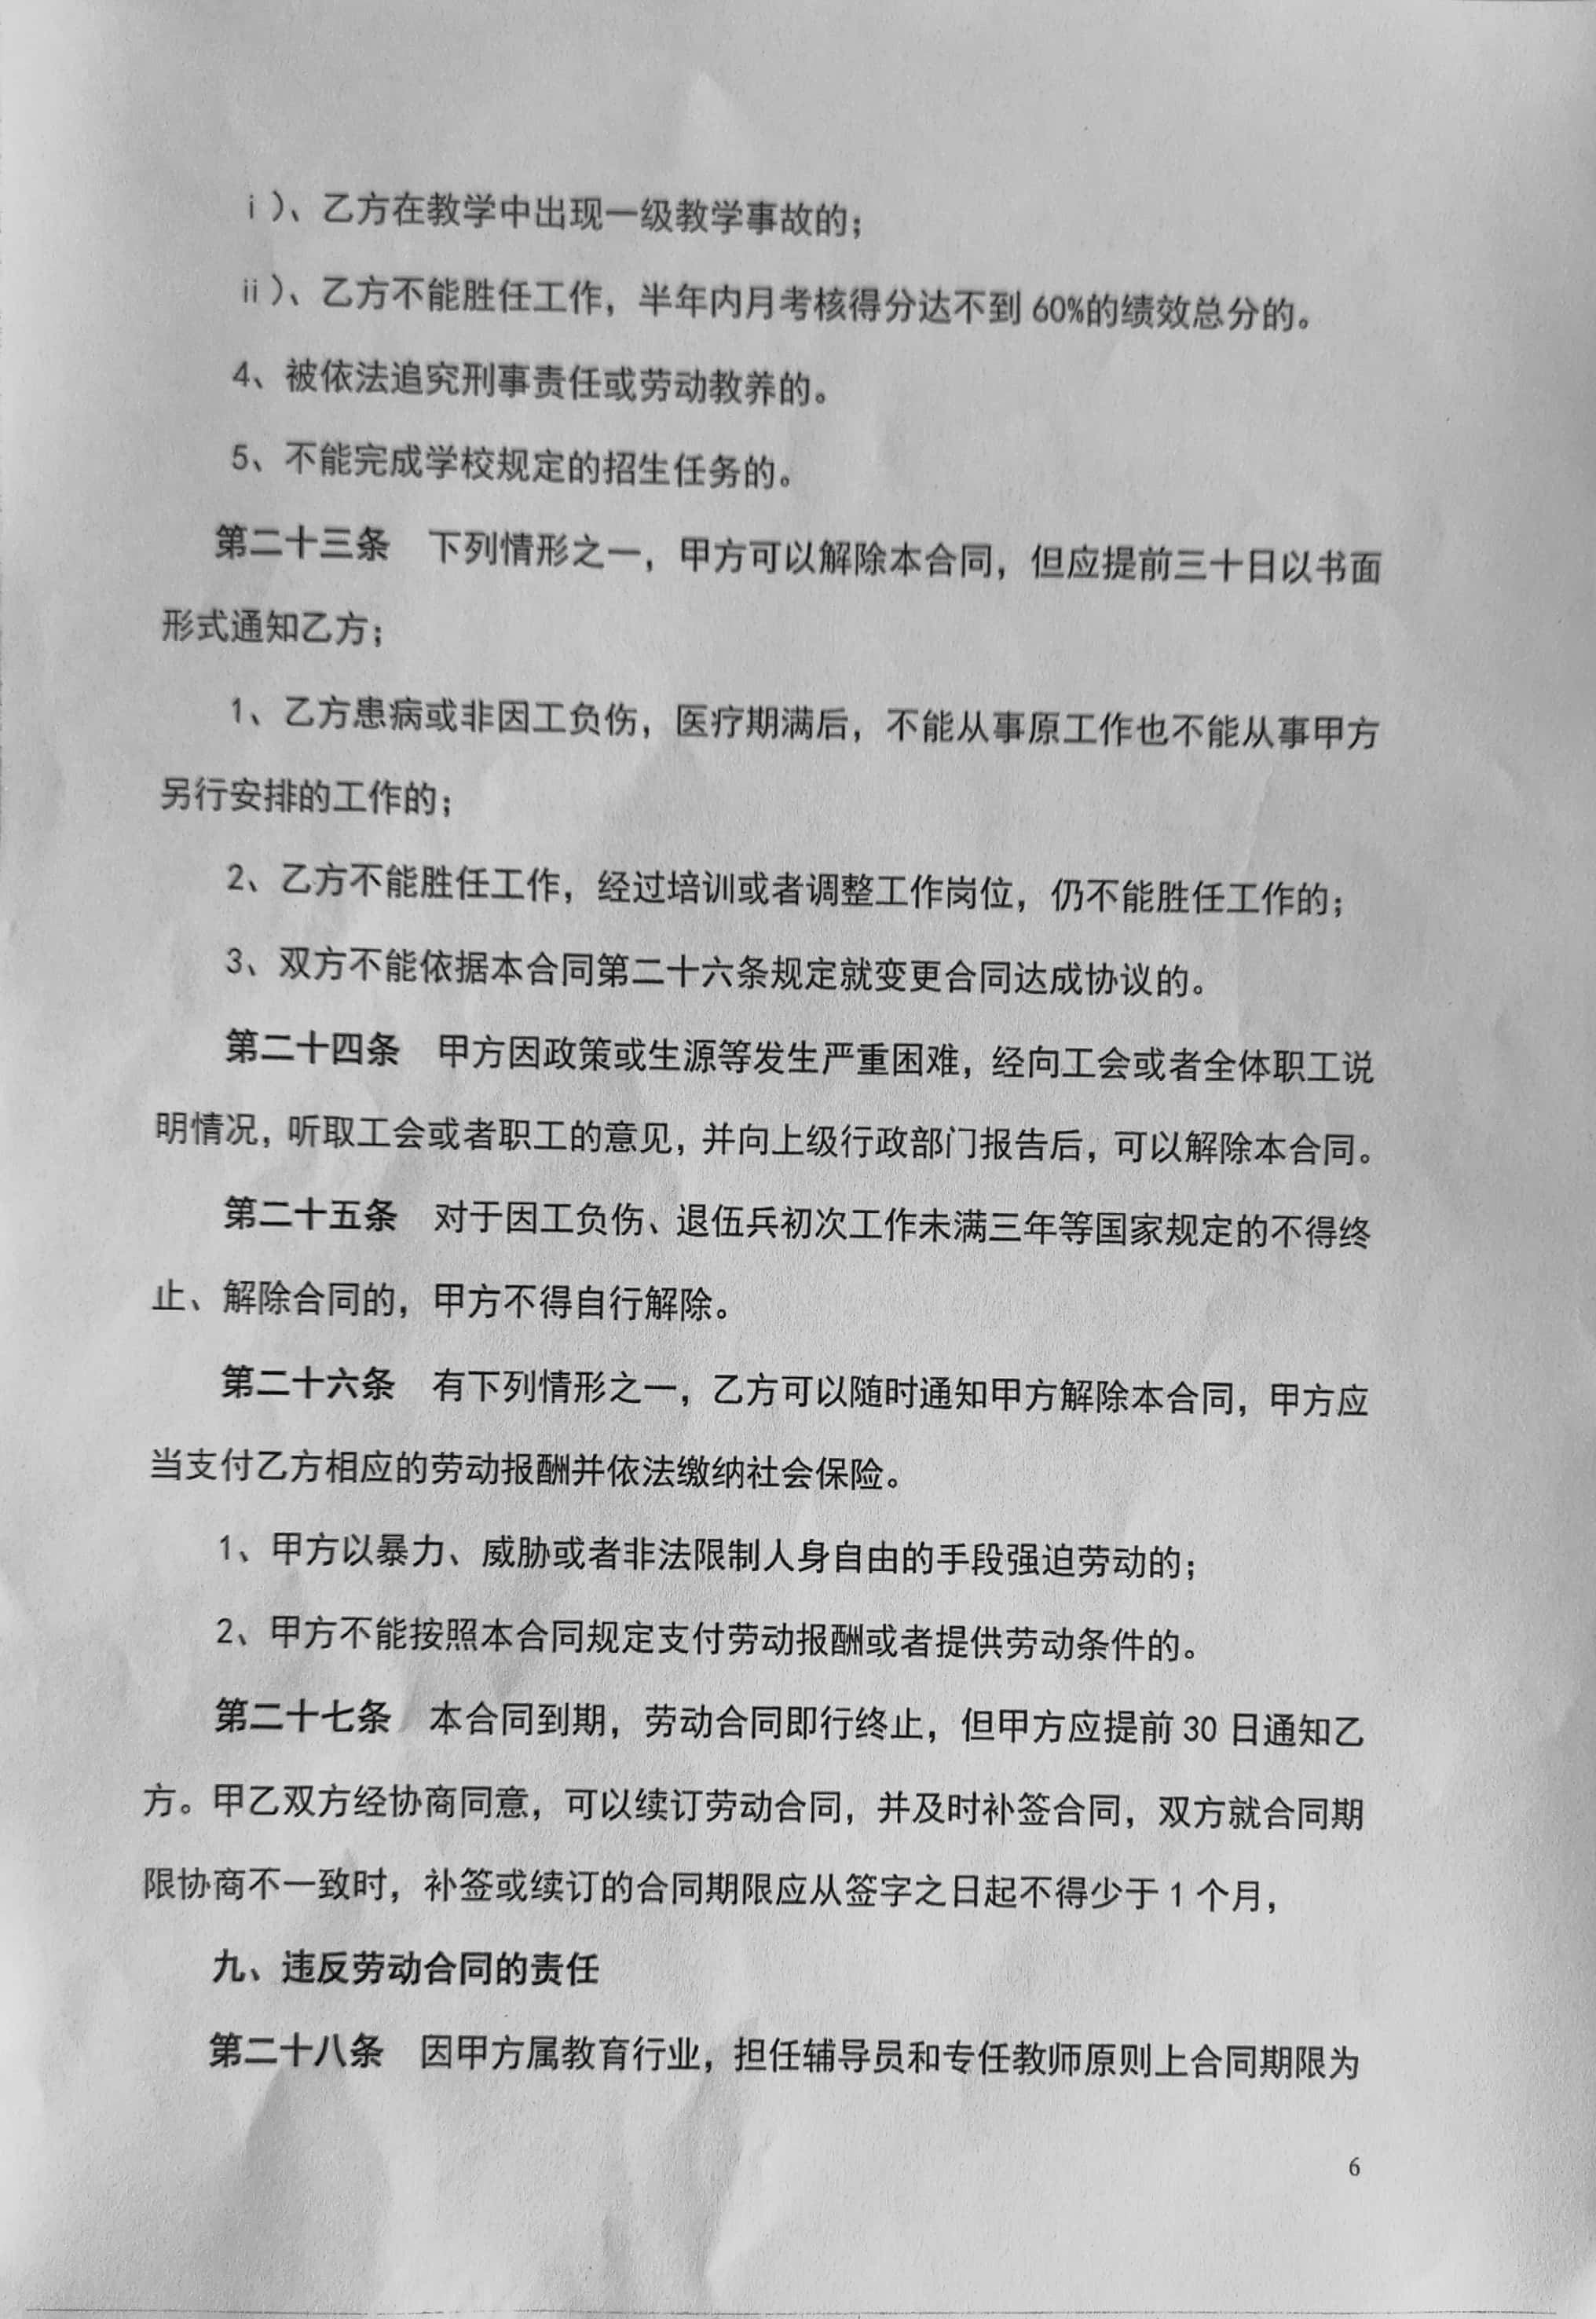 ⅰ)、乙方在教学中出现一级教学事故的；
ⅱ)、乙方不能胜任工作，半年内月考核得分达不到 60%的绩效总分的。
4、被依法追究刑事责任或劳动教养的。
5、不能完成学校规定的招生任务的。
第二十三条　下列情形之一，甲方可以解除本合同，但应提前三十日以书面
形式通知乙方；
1、乙方患病或非因工负伤，医疗期满后，不能从事原工作也不能从事甲方
另行安排的工作的；
2、乙方不能胜任工作，经过培训或者调整工作岗位，仍不能胜任工作的；
3、双方不能依据本合同第二十六条规定就变更合同达成协议的。
第二十四条　甲方因政策或生源等发生严重困难，经向工会或者全体职工说
明情况，听取工会或者职工的意见，并向上级行政部门报告后，可以解除本合同。
第二十五条　对于因工负伤、退伍兵初次工作未满三年等国家规定的不得终
止、解除合同的，甲方不得自行解除。
第二十六条　有下列情形之一，乙方可以随时通知甲方解除本合同，甲方应
当支付乙方相应的劳动报酬并依法缴纳社会保险。
1、甲方以暴力、威胁或者非法限制人身自由的手段强迫劳动的；
2、甲方不能按照本合同规定支付劳动报酬或者提供劳动条件的。
第二十七条　本合同到期，劳动合同即行终止，但甲方应提前 30 日通知乙
方。甲乙双方经协商同意，可以续订劳动合同，并及时补签合同，双方就合同期
限协商不一致时，补签或续订的合同期限应从签字之日起不得少于 1 个月，
九、违反劳动合同的责任
第二十八条　因甲方属教育行业，担任辅导员和专任教师原则上合同期限为
6